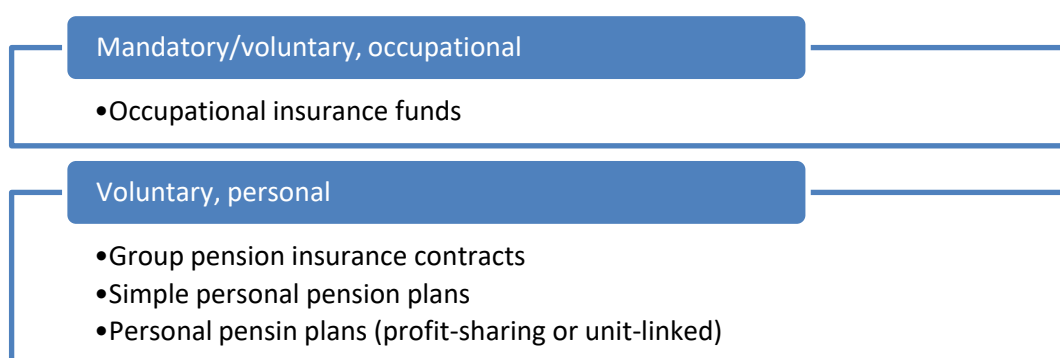 Mandatory/voluntary, occupational
•Occupational insurance funds
Voluntary, personal
•Group pension insurance contracts
•Simple personal pension plans
•Personal pensin plans (profit-sharing or unit-linked)